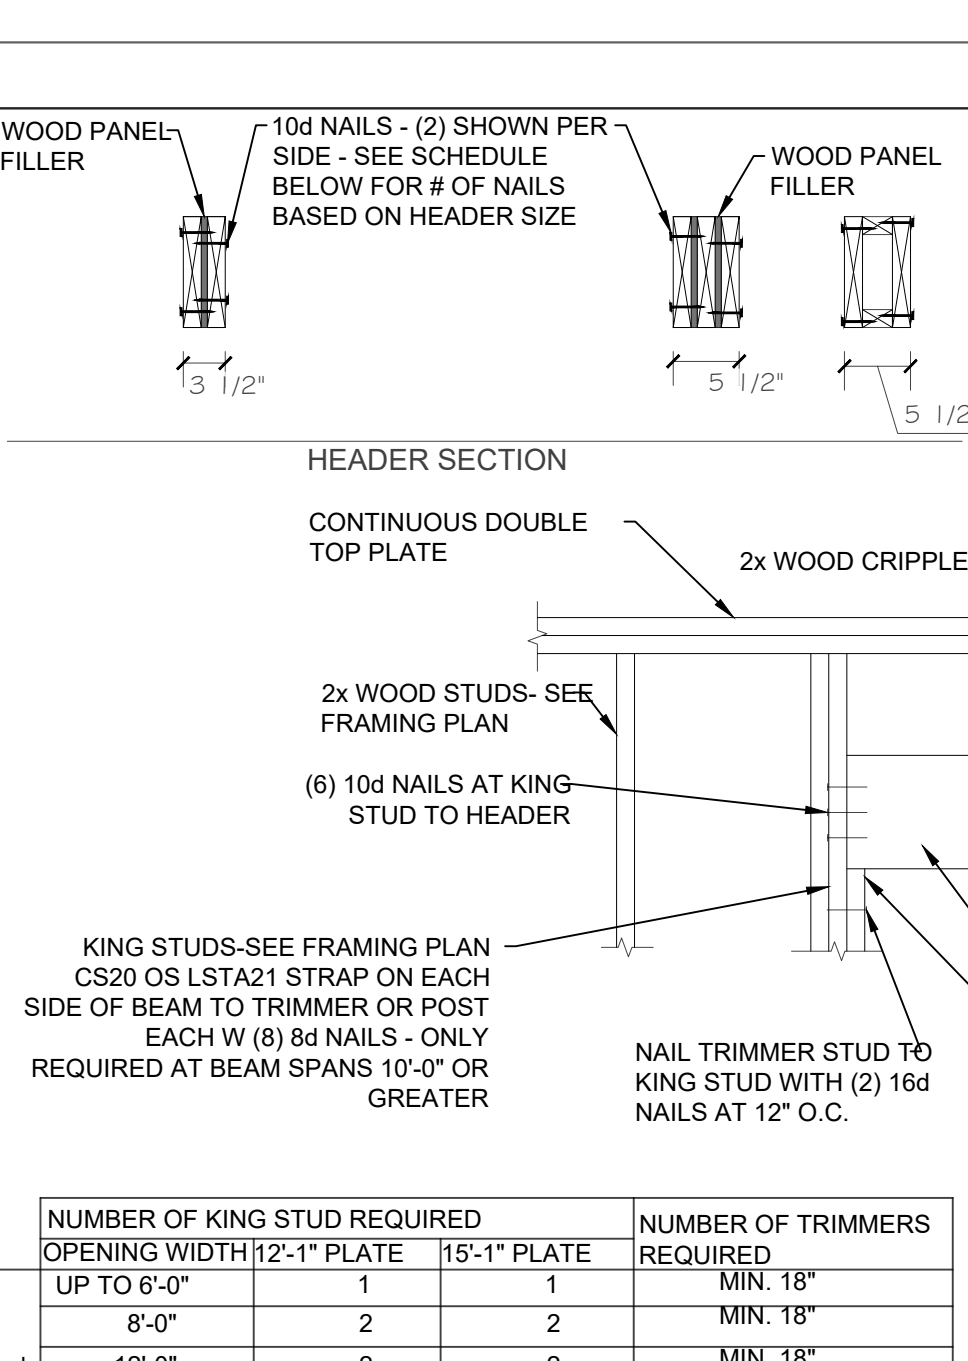 WOOD PANEL
FILLER
10d NAILS - (2) SHOWN PER
SIDE - SEE SCHEDULE
BELOW FOR # OF NAILS
BASED ON HEADER SIZE
WOOD PANEL
FILLER
3 1/2"
5 1/2"
5 1/2
HEADER SECTION
CONTINUOUS DOUBLE
TOP PLATE
2x WOOD CRIPPLE
2x WOOD STUDS- SEE
FRAMING PLAN
(6) 10d NAILS AT KING
STUD TO HEADER
KING STUDS-SEE FRAMING PLAN
CS20 OS LSTA21 STRAP ON EACH
SIDE OF BEAM TO TRIMMER OR POST
EACH W (8) 8d NAILS - ONLY
REQUIRED AT BEAM SPANS 10'-0" OR
GREATER
NAIL TRIMMER STUD TO
KING STUD WITH (2) 16d
NAILS AT 12" O.C.
NUMBER OF KING STUD REQUIRED
NUMBER OF TRIMMERS
REQUIRED
OPENING WIDTH 12'-1" PLATE 15'-1" PLATE
UP TO 6'-0" 1 1 MIN. 18"
8'-0" 2 2 MIN. 18"
MIN. 18"